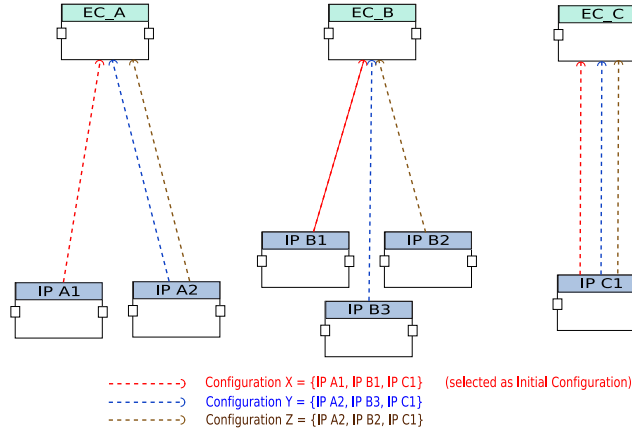 EC_A
EC_B
EC_C
IP B1
IP B2
IP A1
IP A2
IP C1
IP B3
Configuration X = {IP A1, IP B1, IP C1} (selected as Initial Configuration)
Configuration Y = {IP A2, IP B3, IP C1}
Configuration Z = {IP A2, IP B2, IP C1}